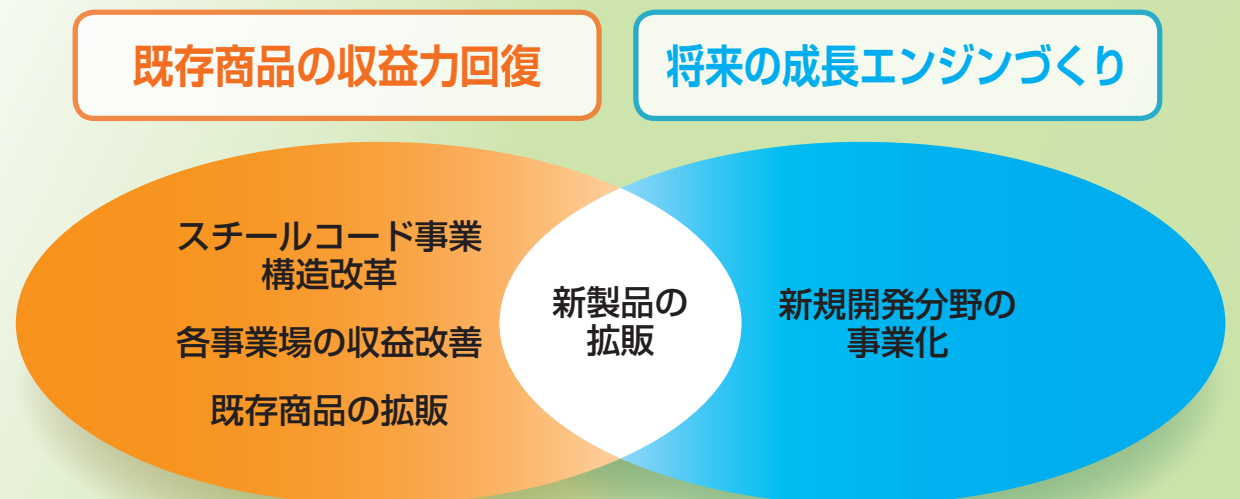 既存商品の収益力回復
将来の成長エンジンづくり
スチールコード事業
構造改革
各事業場の収益改善
既存商品の拡販
新製品の
拡販
新規開発分野の
事業化